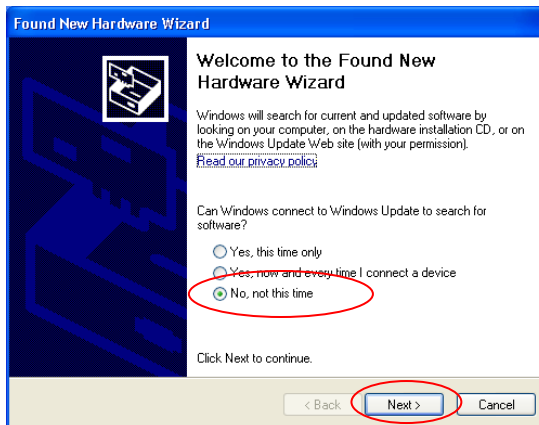 Found New Hardware Wizard
Welcome to the Found New
Hardware Wizard
Windows will search for current and updated software by
looking on your computer, on the hardware installation CD, or on
the Windows Update Web site (with your permission).
Read our privacy policy
Can Windows connect to Windows Update to search for
software?
Yes, this time only
Yes, now and every time I connect a device
No, not this time
Click Next to continue.
< Back Next > Cancel